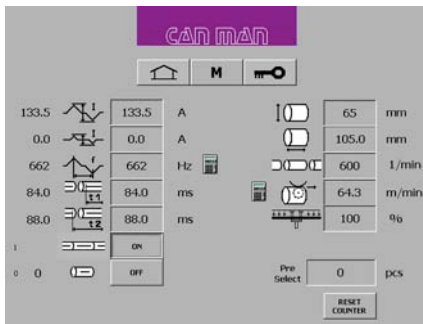 CAN MAN
M
133.5 I 133.5 A 65 mm
0.0 I 0.0 A 105.0 mm
662 f 662 Hz 600 1/min
84.0 t1 84.0 ms 64.3 m/min
88.0 t2 88.0 ms 100 %
1 ON
0 0 OFF Pre Select 0 pcs
RESET
COUNTER